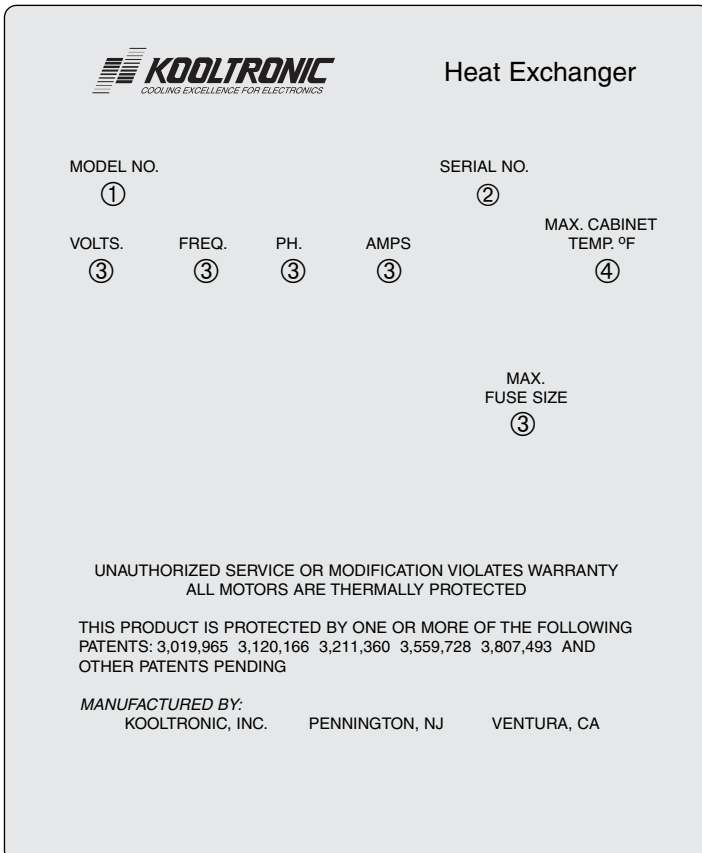 KOOLTRONIC Heat Exchanger
COOLING EXCELLENCE FOR ELECTRONICS
MODEL NO. SERIAL NO.
① ②
MAX. CABINET
VOLTS. FREQ. PH. AMPS TEMP. ºF
③ ③ ③ ③ ④
MAX.
FUSE SIZE
③
UNAUTHORIZED SERVICE OR MODIFICATION VIOLATES WARRANTY
ALL MOTORS ARE THERMALLY PROTECTED
THIS PRODUCT IS PROTECTED BY ONE OR MORE OF THE FOLLOWING
PATENTS: 3,019,965 3,120,166 3,211,360 3,559,728 3,807,493 AND
OTHER PATENTS PENDING
MANUFACTURED BY:
KOOLTRONIC, INC. PENNINGTON, NJ VENTURA, CA